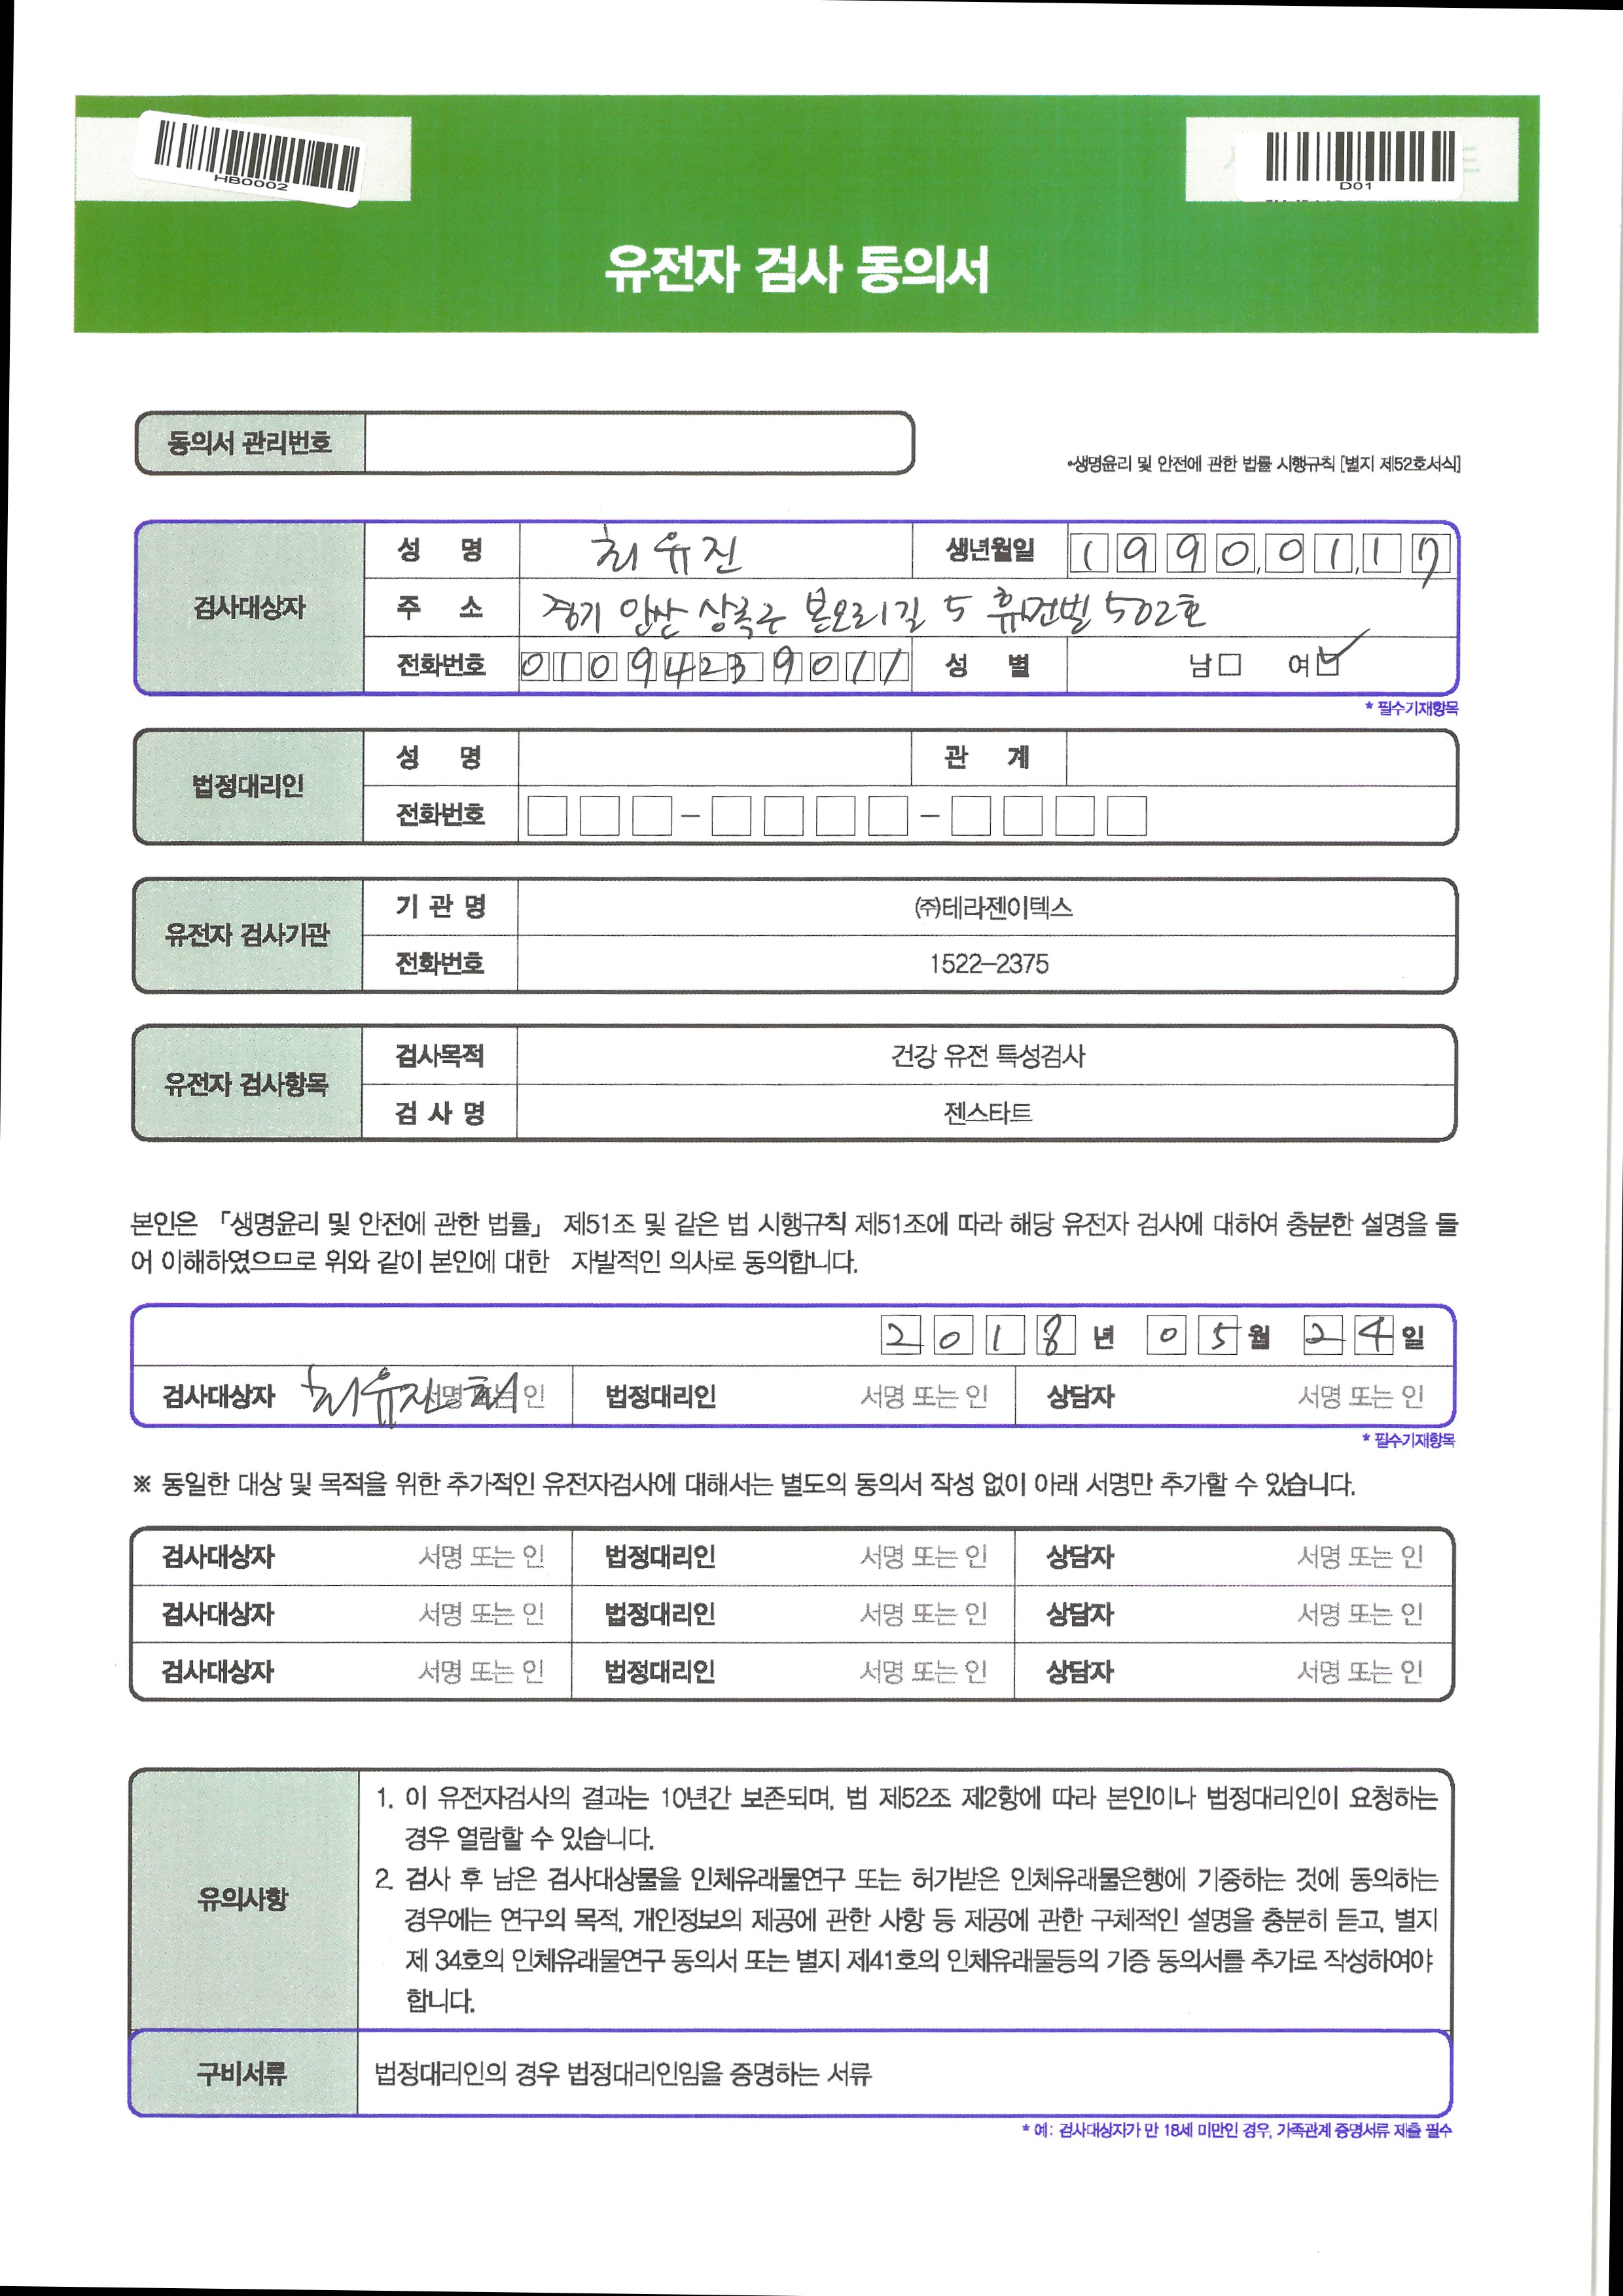 HB0002
D01
유전자 검사 동의서
동의서 관리번호
•생명윤리 및 안전에 관한 법률 시행규칙 [별지 제52호서식]
검사대상자
성 명 최유진 생년월일 1990.01.17
주 소 경기 안산 상록구 본오리1길 5 휴먼빌 502호
전화번호 01094239011 성 별 남□ 여☑
* 필수기재항목
법정대리인
성 명 관 계
전화번호 □□□-□□□□-□□□□
유전자 검사기관
기 관 명 ㈜테라젠이텍스
전화번호 1522-2375
유전자 검사항목
검사목적 건강 유전 특성검사
검 사 명 젠스타트
본인은 「생명윤리 및 안전에 관한 법률」 제51조 및 같은 법 시행규칙 제51조에 따라 해당 유전자 검사에 대하여 충분한 설명을 들
어 이해하였으므로 위와 같이 본인에 대한 자발적인 의사로 동의합니다.
2018년 05월 24일
검사대상자 최유진 서명 또는 인 법정대리인 서명 또는 인 상담자 서명 또는 인
* 필수기재항목
※ 동일한 대상 및 목적을 위한 추가적인 유전자검사에 대해서는 별도의 동의서 작성 없이 아래 서명만 추가할 수 있습니다.
검사대상자 서명 또는 인 법정대리인 서명 또는 인 상담자 서명 또는 인
검사대상자 서명 또는 인 법정대리인 서명 또는 인 상담자 서명 또는 인
검사대상자 서명 또는 인 법정대리인 서명 또는 인 상담자 서명 또는 인
유의사항
1. 이 유전자검사의 결과는 10년간 보존되며, 법 제52조 제2항에 따라 본인이나 법정대리인이 요청하는
경우 열람할 수 있습니다.
2. 검사 후 남은 검사대상물을 인체유래물연구 또는 허가받은 인체유래물은행에 기증하는 것에 동의하는
경우에는 연구의 목적, 개인정보의 제공에 관한 사항 등 제공에 관한 구체적인 설명을 충분히 듣고, 별지
제 34호의 인체유래물연구 동의서 또는 별지 제41호의 인체유래물등의 기증 동의서를 추가로 작성하여야
합니다.
구비서류 법정대리인의 경우 법정대리인임을 증명하는 서류
* 예: 검사대상자가 만 18세 미만인 경우, 가족관계 증명서류 제출 필수